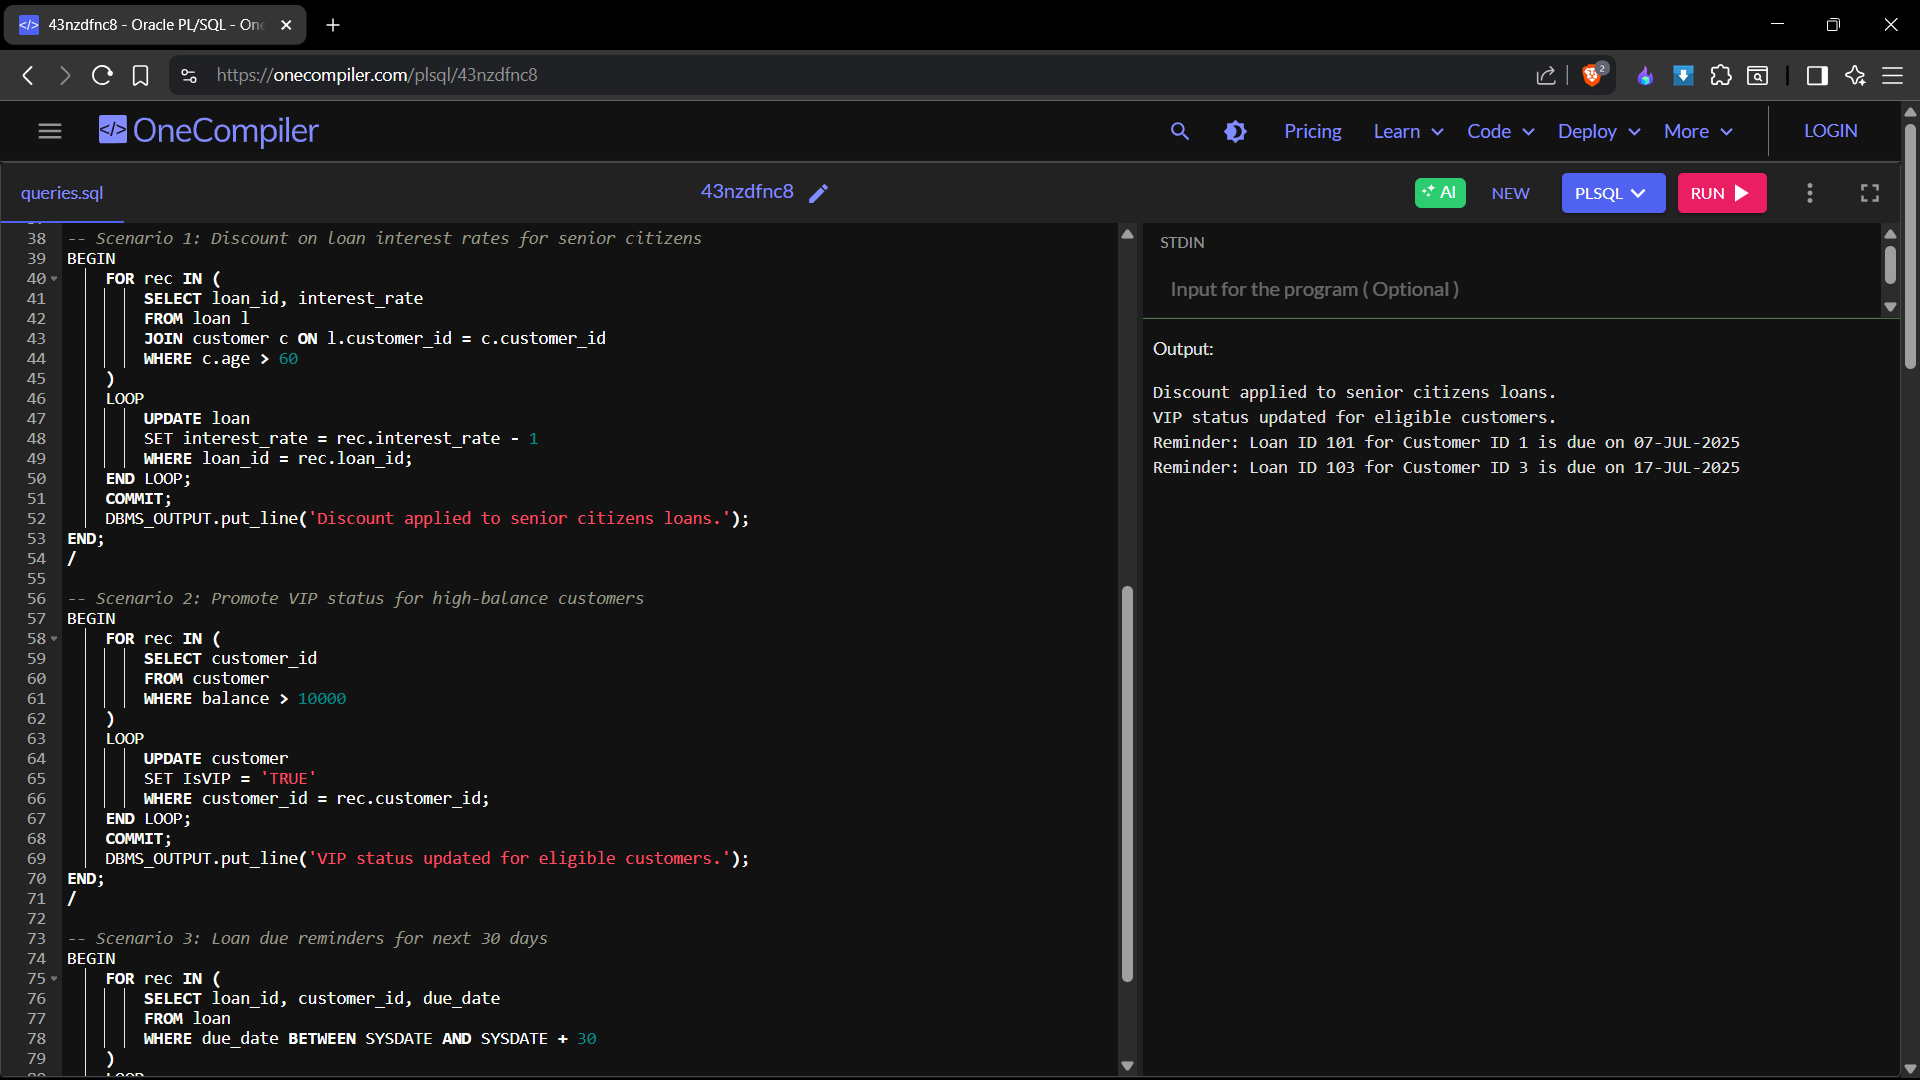 43nzdfnc8 - Oracle PL/SQL - One
https://onecompiler.com/plsql/43nzdfnc8
2
</> OneCompiler
Pricing
Learn
Code
Deploy
More
LOGIN
queries.sql
43nzdfnc8
AI
NEW
PLSQL
RUN
38 -- Scenario 1: Discount on loan interest rates for senior citizens
39 BEGIN
40 FOR rec IN (
41 SELECT loan_id, interest_rate
42 FROM loan l
43 JOIN customer c ON l.customer_id = c.customer_id
44 WHERE c.age > 60
45 )
46 LOOP
47 UPDATE loan
48 SET interest_rate = rec.interest_rate - 1
49 WHERE loan_id = rec.loan_id;
50 END LOOP;
51 COMMIT;
52 DBMS_OUTPUT.put_line('Discount applied to senior citizens loans.');
53 END;
54 /
55
56 -- Scenario 2: Promote VIP status for high-balance customers
57 BEGIN
58 FOR rec IN (
59 SELECT customer_id
60 FROM customer
61 WHERE balance > 10000
62 )
63 LOOP
64 UPDATE customer
65 SET IsVIP = 'TRUE'
66 WHERE customer_id = rec.customer_id;
67 END LOOP;
68 COMMIT;
69 DBMS_OUTPUT.put_line('VIP status updated for eligible customers.');
70 END;
71 /
72
73 -- Scenario 3: Loan due reminders for next 30 days
74 BEGIN
75 FOR rec IN (
76 SELECT loan_id, customer_id, due_date
77 FROM loan
78 WHERE due_date BETWEEN SYSDATE AND SYSDATE + 30
79 )
STDIN
Input for the program ( Optional )
Output:
Discount applied to senior citizens loans.
VIP status updated for eligible customers.
Reminder: Loan ID 101 for Customer ID 1 is due on 07-JUL-2025
Reminder: Loan ID 103 for Customer ID 3 is due on 17-JUL-2025